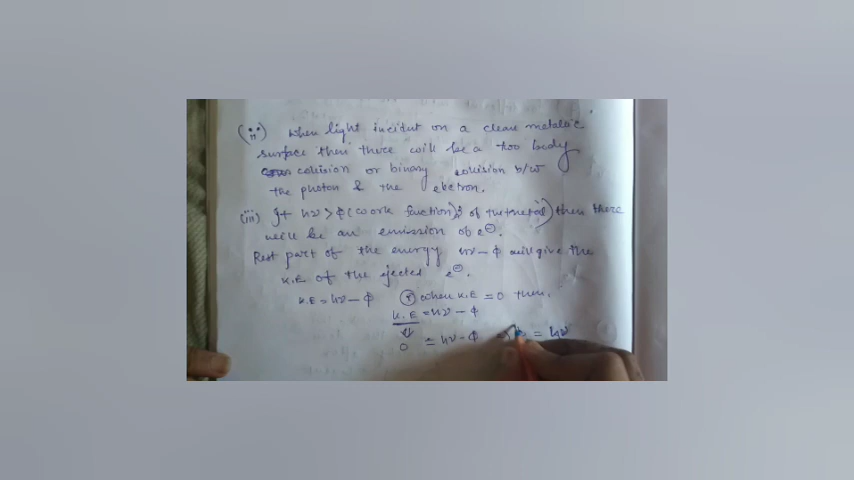 (ii) When light incident on a clean metallic
surface then there will be a too body
collision or binary collision b/w
the photon & the electron.
(iii) If hν > ϕ (work function) of the metal) then there
will be an emission of e⊖.
Rest part of the energy hν - ϕ will give the
K.E of the ejected e⊖.
K.E = hν - ϕ when K.E = 0 then,
K.E = hν - ϕ
⇓
0 = hν - ϕ = hν